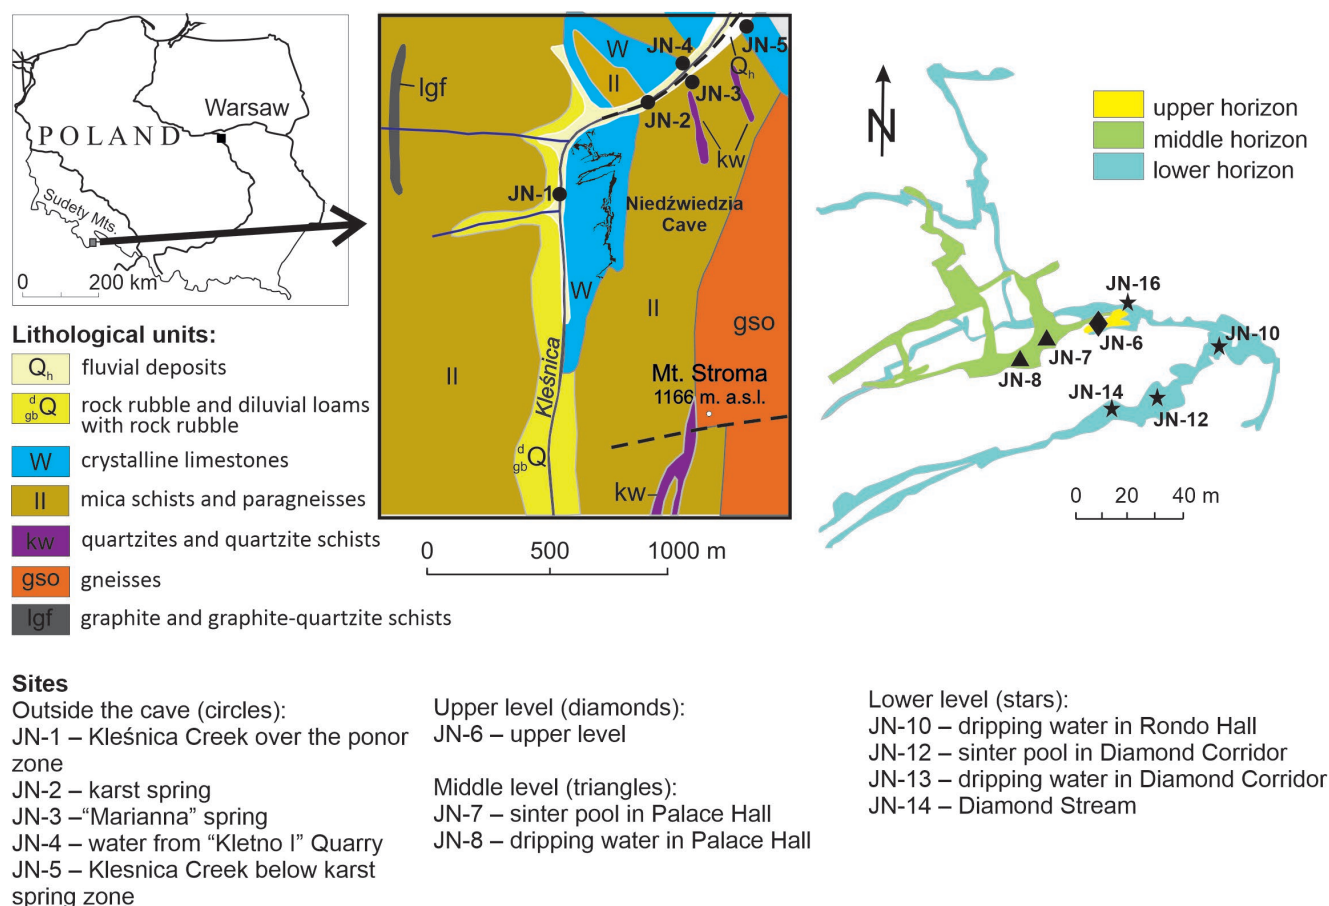 Warsaw
POLAND
Sudety Mts.
0 200 km
Lithological units:
Qh fluvial deposits
d gb Q rock rubble and diluvial loams
with rock rubble
W crystalline limestones
II mica schists and paragneisses
kw quartzites and quartzite schists
gso gneisses
lgf graphite and graphite-quartzite schists
lgf
W
II
JN-4
JN-5
Qh
JN-3
JN-2
kw
JN-1
Niedźwiedzia
Cave
W
II
gso
II
Kleśnica
Mt. Stroma
1166 m. a.s.l.
d gb Q
kw
0 500 1000 m
N
upper horizon
middle horizon
lower horizon
JN-16
JN-10
JN-6
JN-7
JN-8
JN-14
JN-12
0 20 40 m
Sites
Outside the cave (circles):
JN-1 – Kleśnica Creek over the ponor
zone
JN-2 – karst spring
JN-3 –“Marianna” spring
JN-4 – water from “Kletno I” Quarry
JN-5 – Klesnica Creek below karst
spring zone
Upper level (diamonds):
JN-6 – upper level
Middle level (triangles):
JN-7 – sinter pool in Palace Hall
JN-8 – dripping water in Palace Hall
Lower level (stars):
JN-10 – dripping water in Rondo Hall
JN-12 – sinter pool in Diamond Corridor
JN-13 – dripping water in Diamond Corridor
JN-14 – Diamond Stream